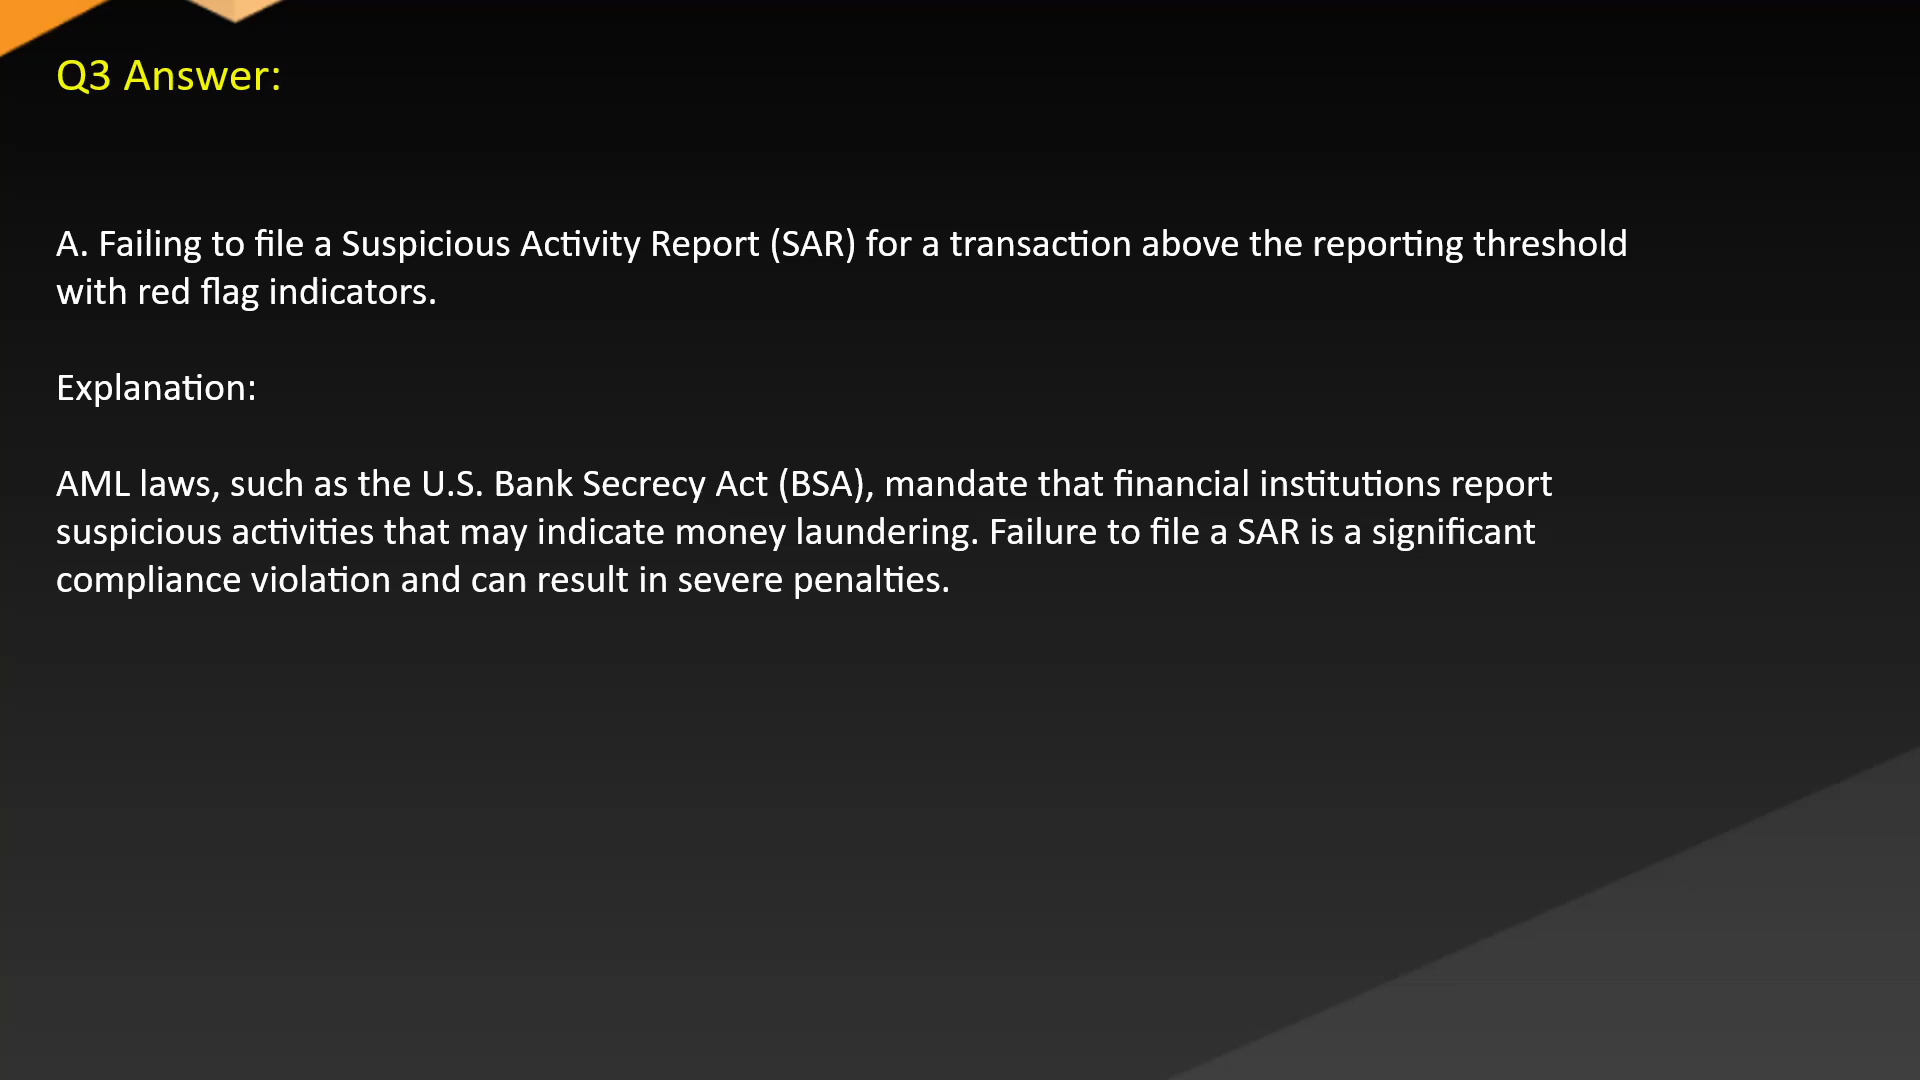 Q3 Answer:
A. Failing to file a Suspicious Activity Report (SAR) for a transaction above the reporting threshold
with red flag indicators.
Explanation:
AML laws, such as the U.S. Bank Secrecy Act (BSA), mandate that financial institutions report
suspicious activities that may indicate money laundering. Failure to file a SAR is a significant
compliance violation and can result in severe penalties.